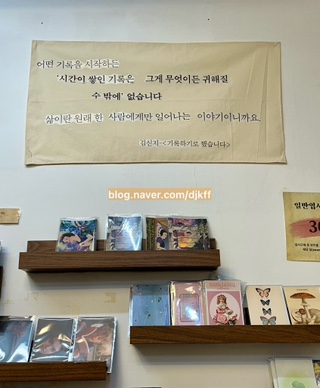 어떤 기록을 시작하는
'시간이 쌓인 기록은 그게 무엇이든 귀해질
수 밖에' 없습니다
삶이란 원래 한 사람에게만 일어나는 이야기이니까요.
김신지-<기록하기로 했습니다>
blog.naver.com/djkff